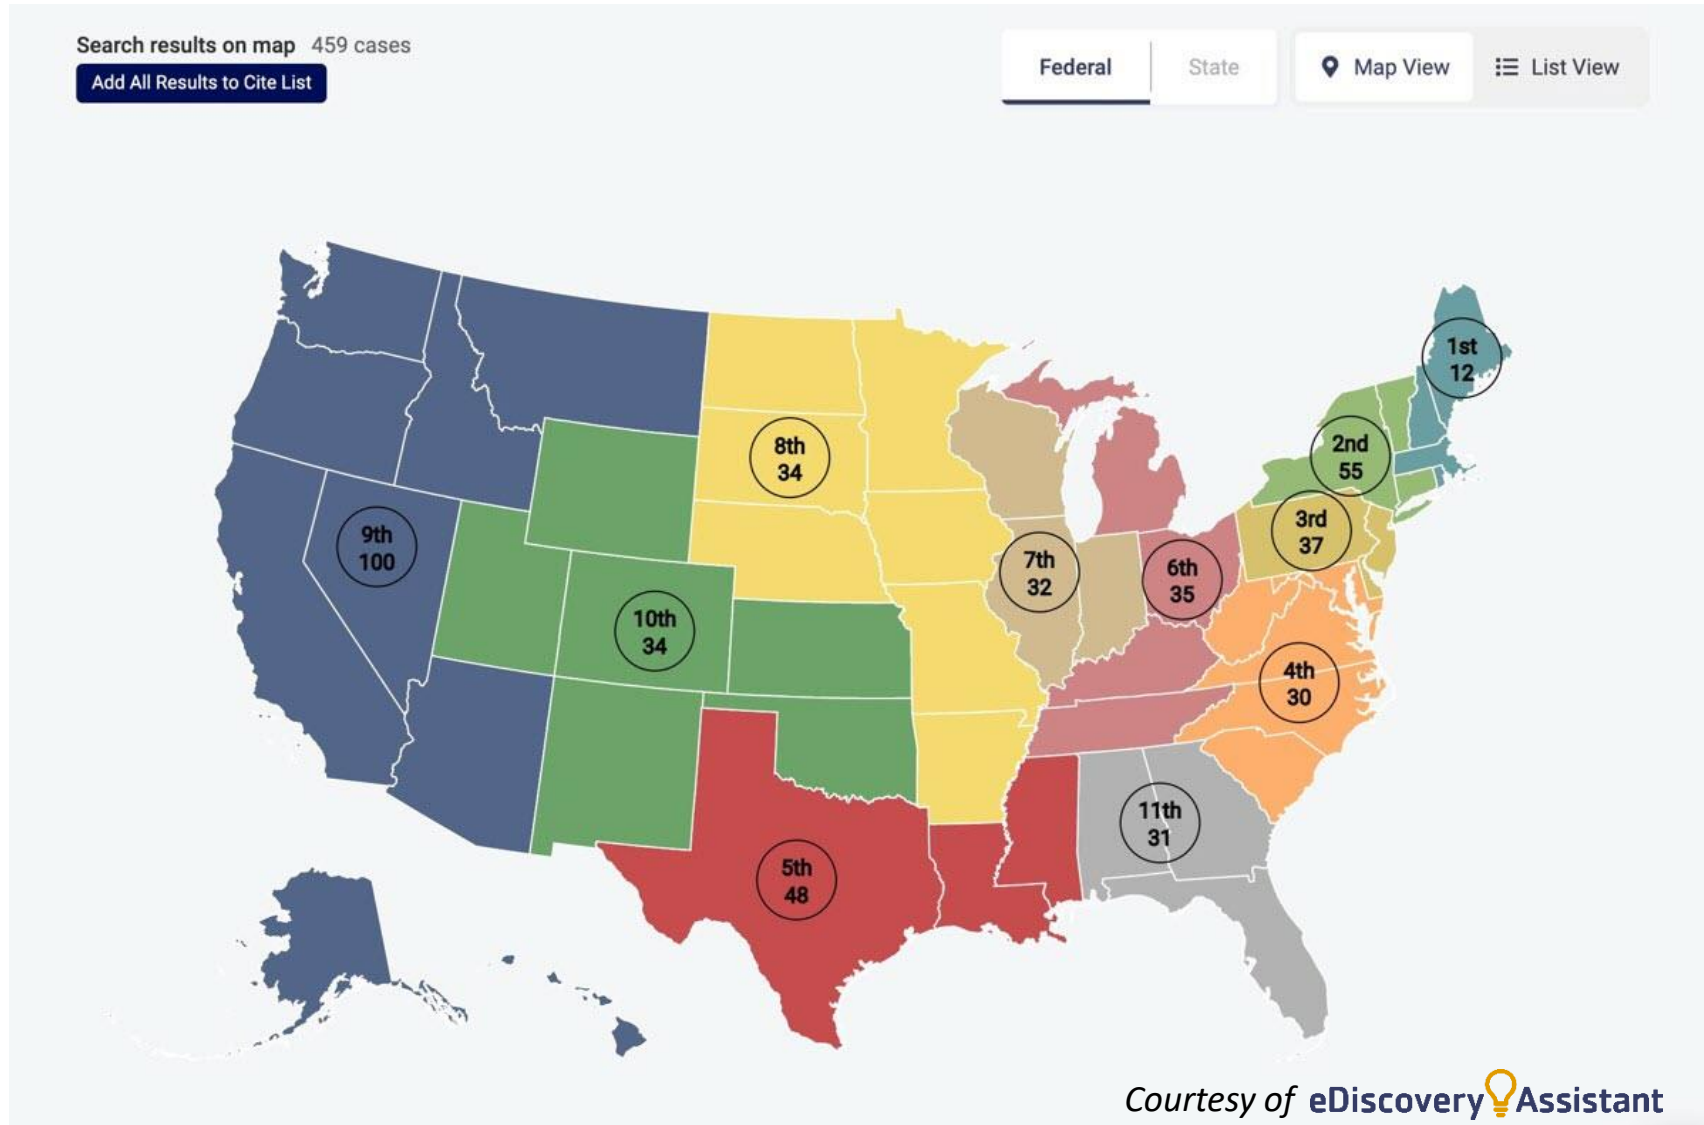 Search results on map 459 cases
Add All Results to Cite List
Federal
State
Map View
List View
1st
12
2nd
55
8th
34
3rd
37
9th
100
7th
32
6th
35
10th
34
4th
30
11th
31
5th
48
Courtesy of eDiscovery Assistant